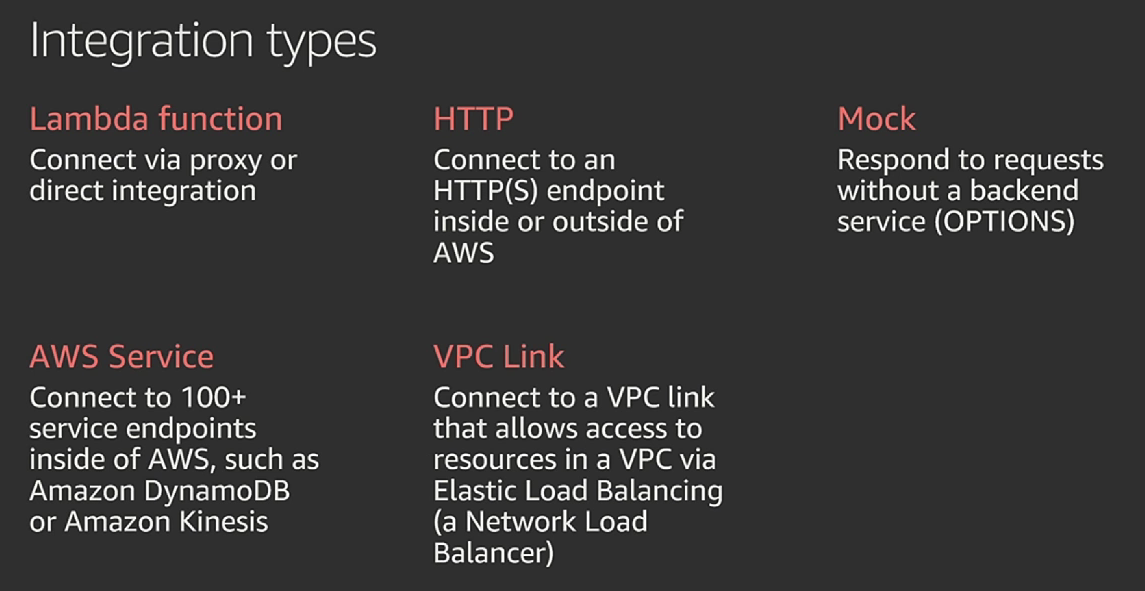 Integration types
Lambda function
Connect via proxy or
direct integration
HTTP
Connect to an
HTTP(S) endpoint
inside or outside of
AWS
Mock
Respond to requests
without a backend
service (OPTIONS)
AWS Service
Connect to 100+
service endpoints
inside of AWS, such as
Amazon DynamoDB
or Amazon Kinesis
VPC Link
Connect to a VPC link
that allows access to
resources in a VPC via
Elastic Load Balancing
(a Network Load
Balancer)